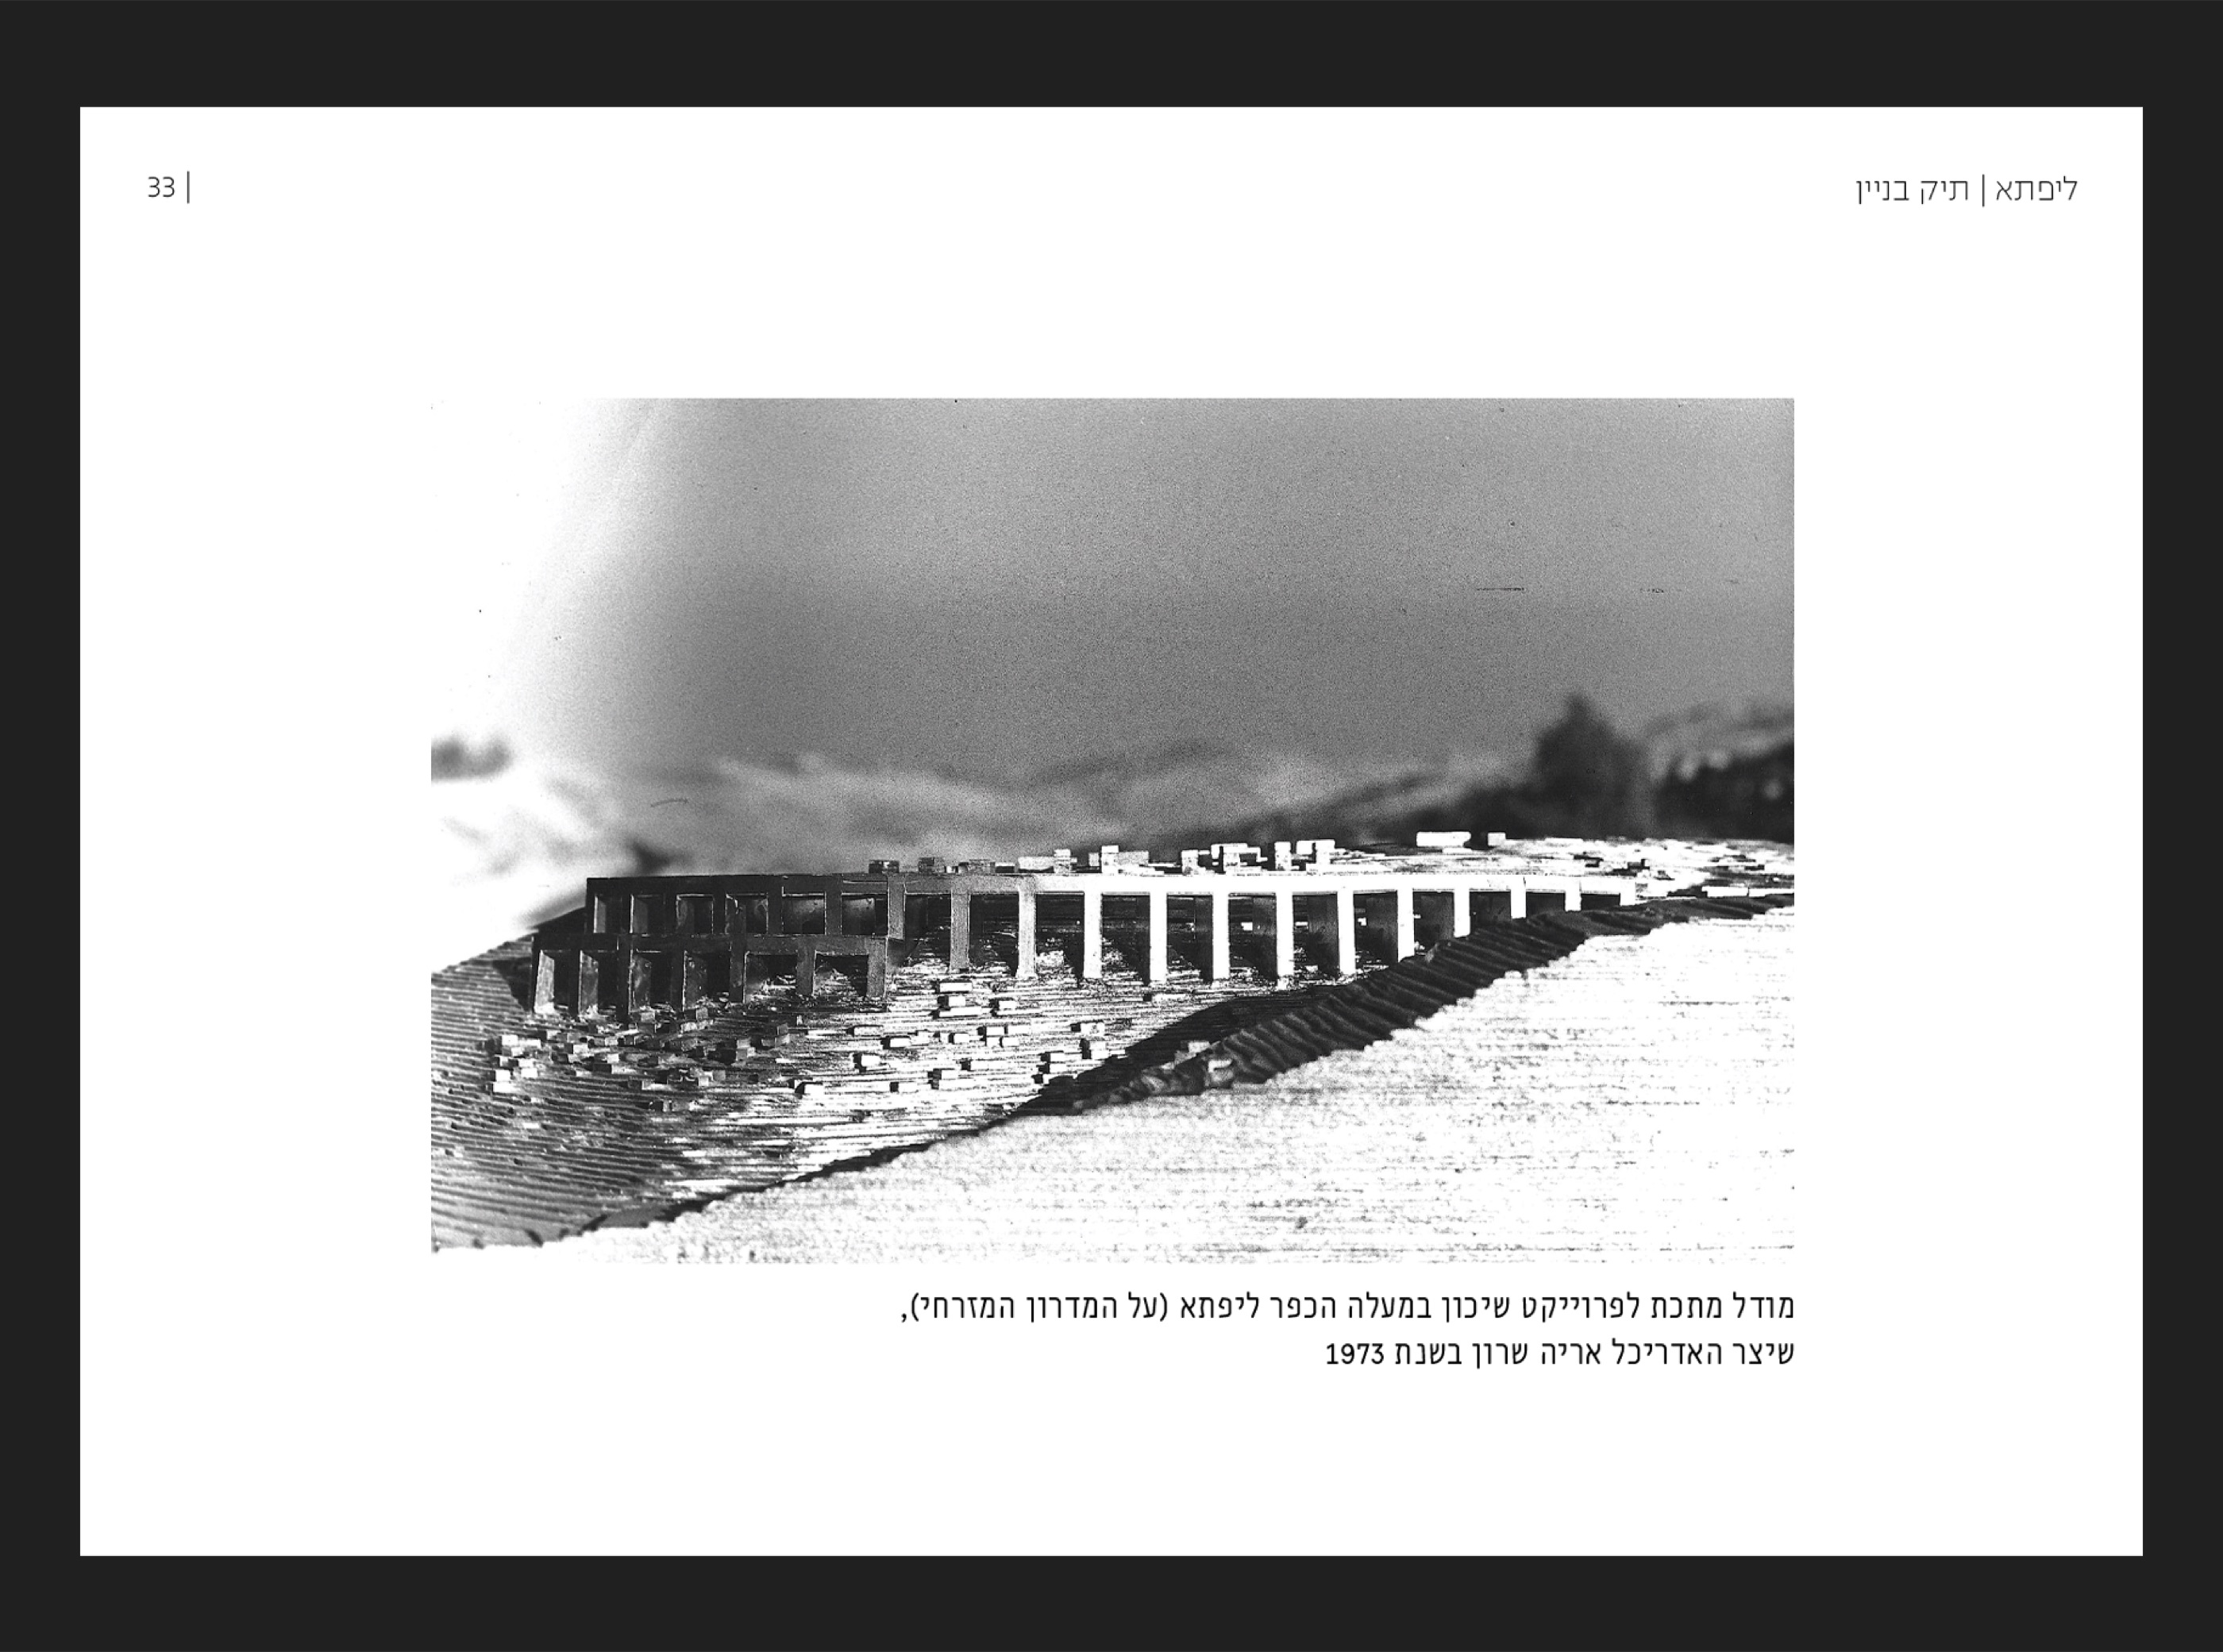 ליפתא | תיק בניין
33 |
מודל מתכת לפרוייקט שיכון במעלה הכפר ליפתא (על המדרון המזרחי),
שיצר האדריכל אריה שרון בשנת 1973